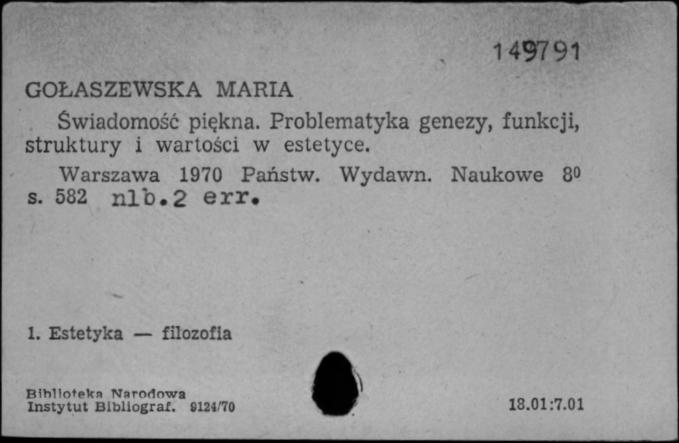 149791
GOŁASZEWSKA MARIA
Świadomość piękna. Problematyka genezy, funkcji,
struktury i wartości w estetyce.
Warszawa 1970 Państw. Wydawn. Naukowe 8⁰
s. 582 nlb.2 err.
1. Estetyka — filozofia
Biblioteka Narodowa
Instytut Bibliograf. 9124/70
18.01:7.01